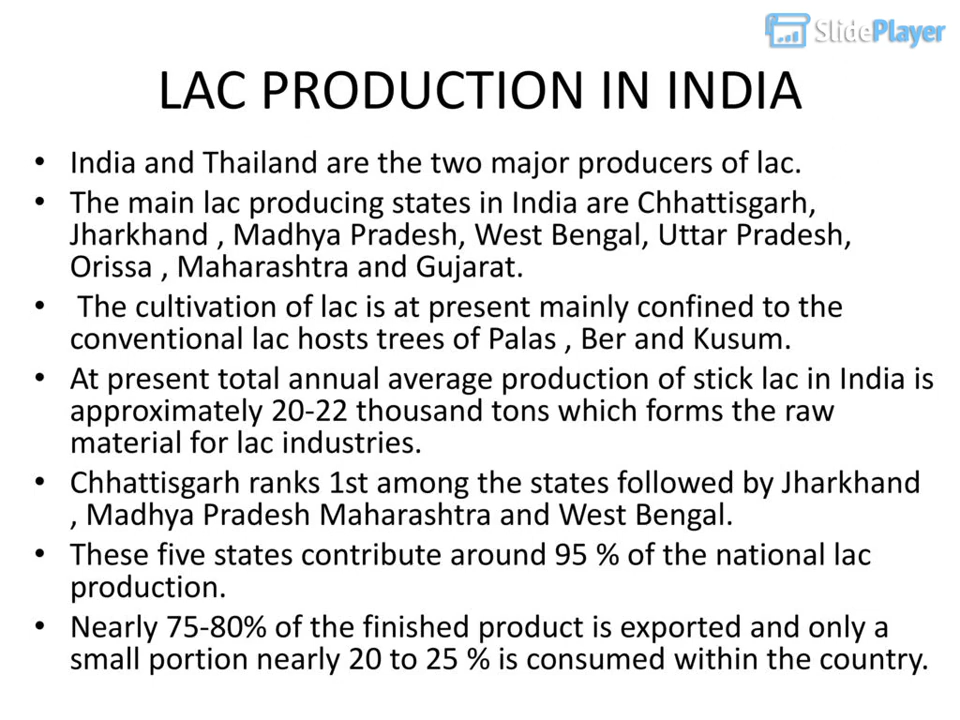 SlidePlayer
LAC PRODUCTION IN INDIA
• India and Thailand are the two major producers of lac.
• The main lac producing states in India are Chhattisgarh,
Jharkhand , Madhya Pradesh, West Bengal, Uttar Pradesh,
Orissa , Maharashtra and Gujarat.
• The cultivation of lac is at present mainly confined to the
conventional lac hosts trees of Palas , Ber and Kusum.
• At present total annual average production of stick lac in India is
approximately 20-22 thousand tons which forms the raw
material for lac industries.
• Chhattisgarh ranks 1st among the states followed by Jharkhand
, Madhya Pradesh Maharashtra and West Bengal.
• These five states contribute around 95 % of the national lac
production.
• Nearly 75-80% of the finished product is exported and only a
small portion nearly 20 to 25 % is consumed within the country.